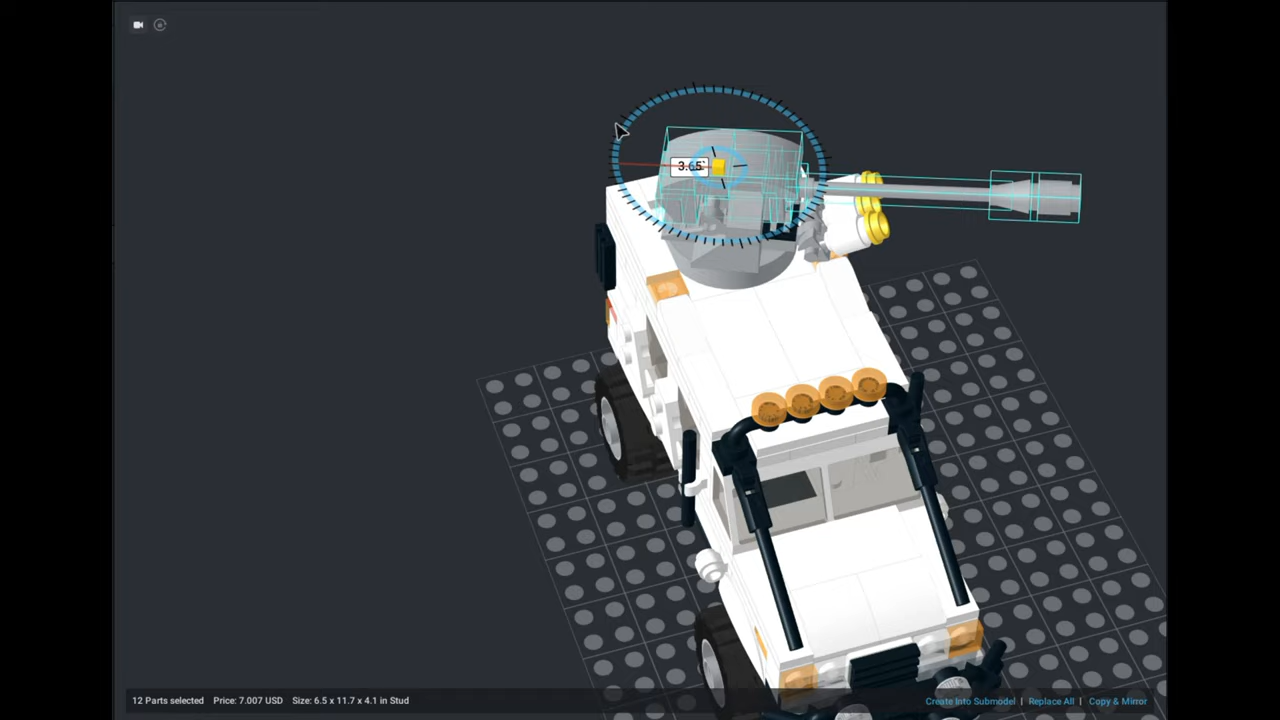 3.65°
12 Parts selected Price: 7.007 USD Size: 6.5 x 11.7 x 4.1 in Stud
Create Into Submodel | Replace All | Copy & Mirror